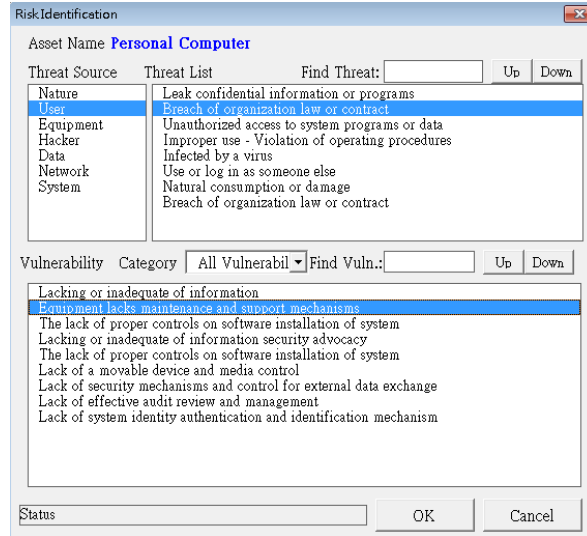 RiskIdentification
Asset Name Personal Computer
Threat Source Threat List Find Threat: Up Down
Nature
User
Equipment
Hacker
Data
Network
System
Leak confidential information or programs
Breach of organization law or contract
Unauthorized access to system programs or data
Improper use - Violation of operating procedures
Infected by a virus
Use or log in as someone else
Natural consumption or damage
Breach of organization law or contract
Vulnerability Category All Vulnerabil Find Vuln.: Up Down
Lacking or inadequate of information
Equipment lacks maintenance and support mechanisms
The lack of proper controls on software installation of system
Lacking or inadequate of information security advocacy
The lack of proper controls on software installation of system
Lack of a movable device and media control
Lack of security mechanisms and control for external data exchange
Lack of effective audit review and management
Lack of system identity authentication and identification mechanism
Status OK Cancel